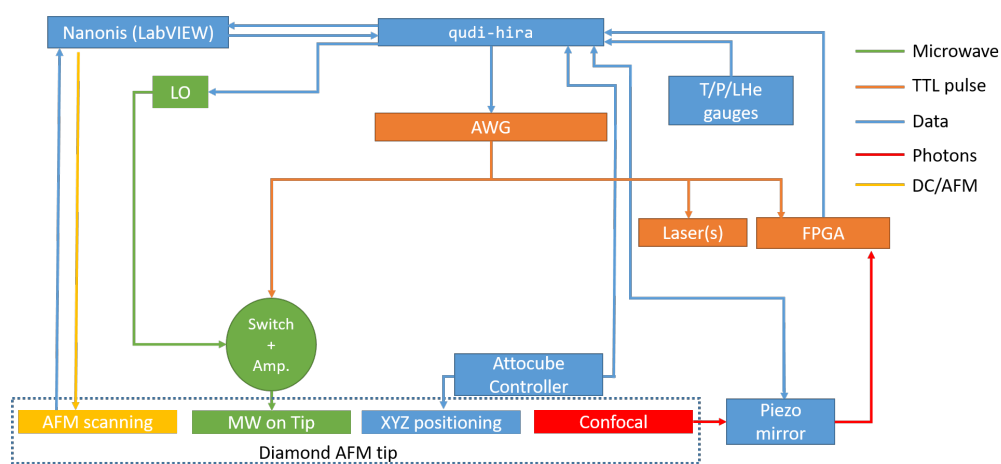 Nanonis (LabVIEW)
qudi-hira
Microwave
TTL pulse
Data
Photons
DC/AFM
LO
T/P/LHe
gauges
AWG
Laser(s)
FPGA
Switch
+
Amp.
Attocube
Controller
AFM scanning
MW on Tip
XYZ positioning
Confocal
Piezo
mirror
Diamond AFM tip